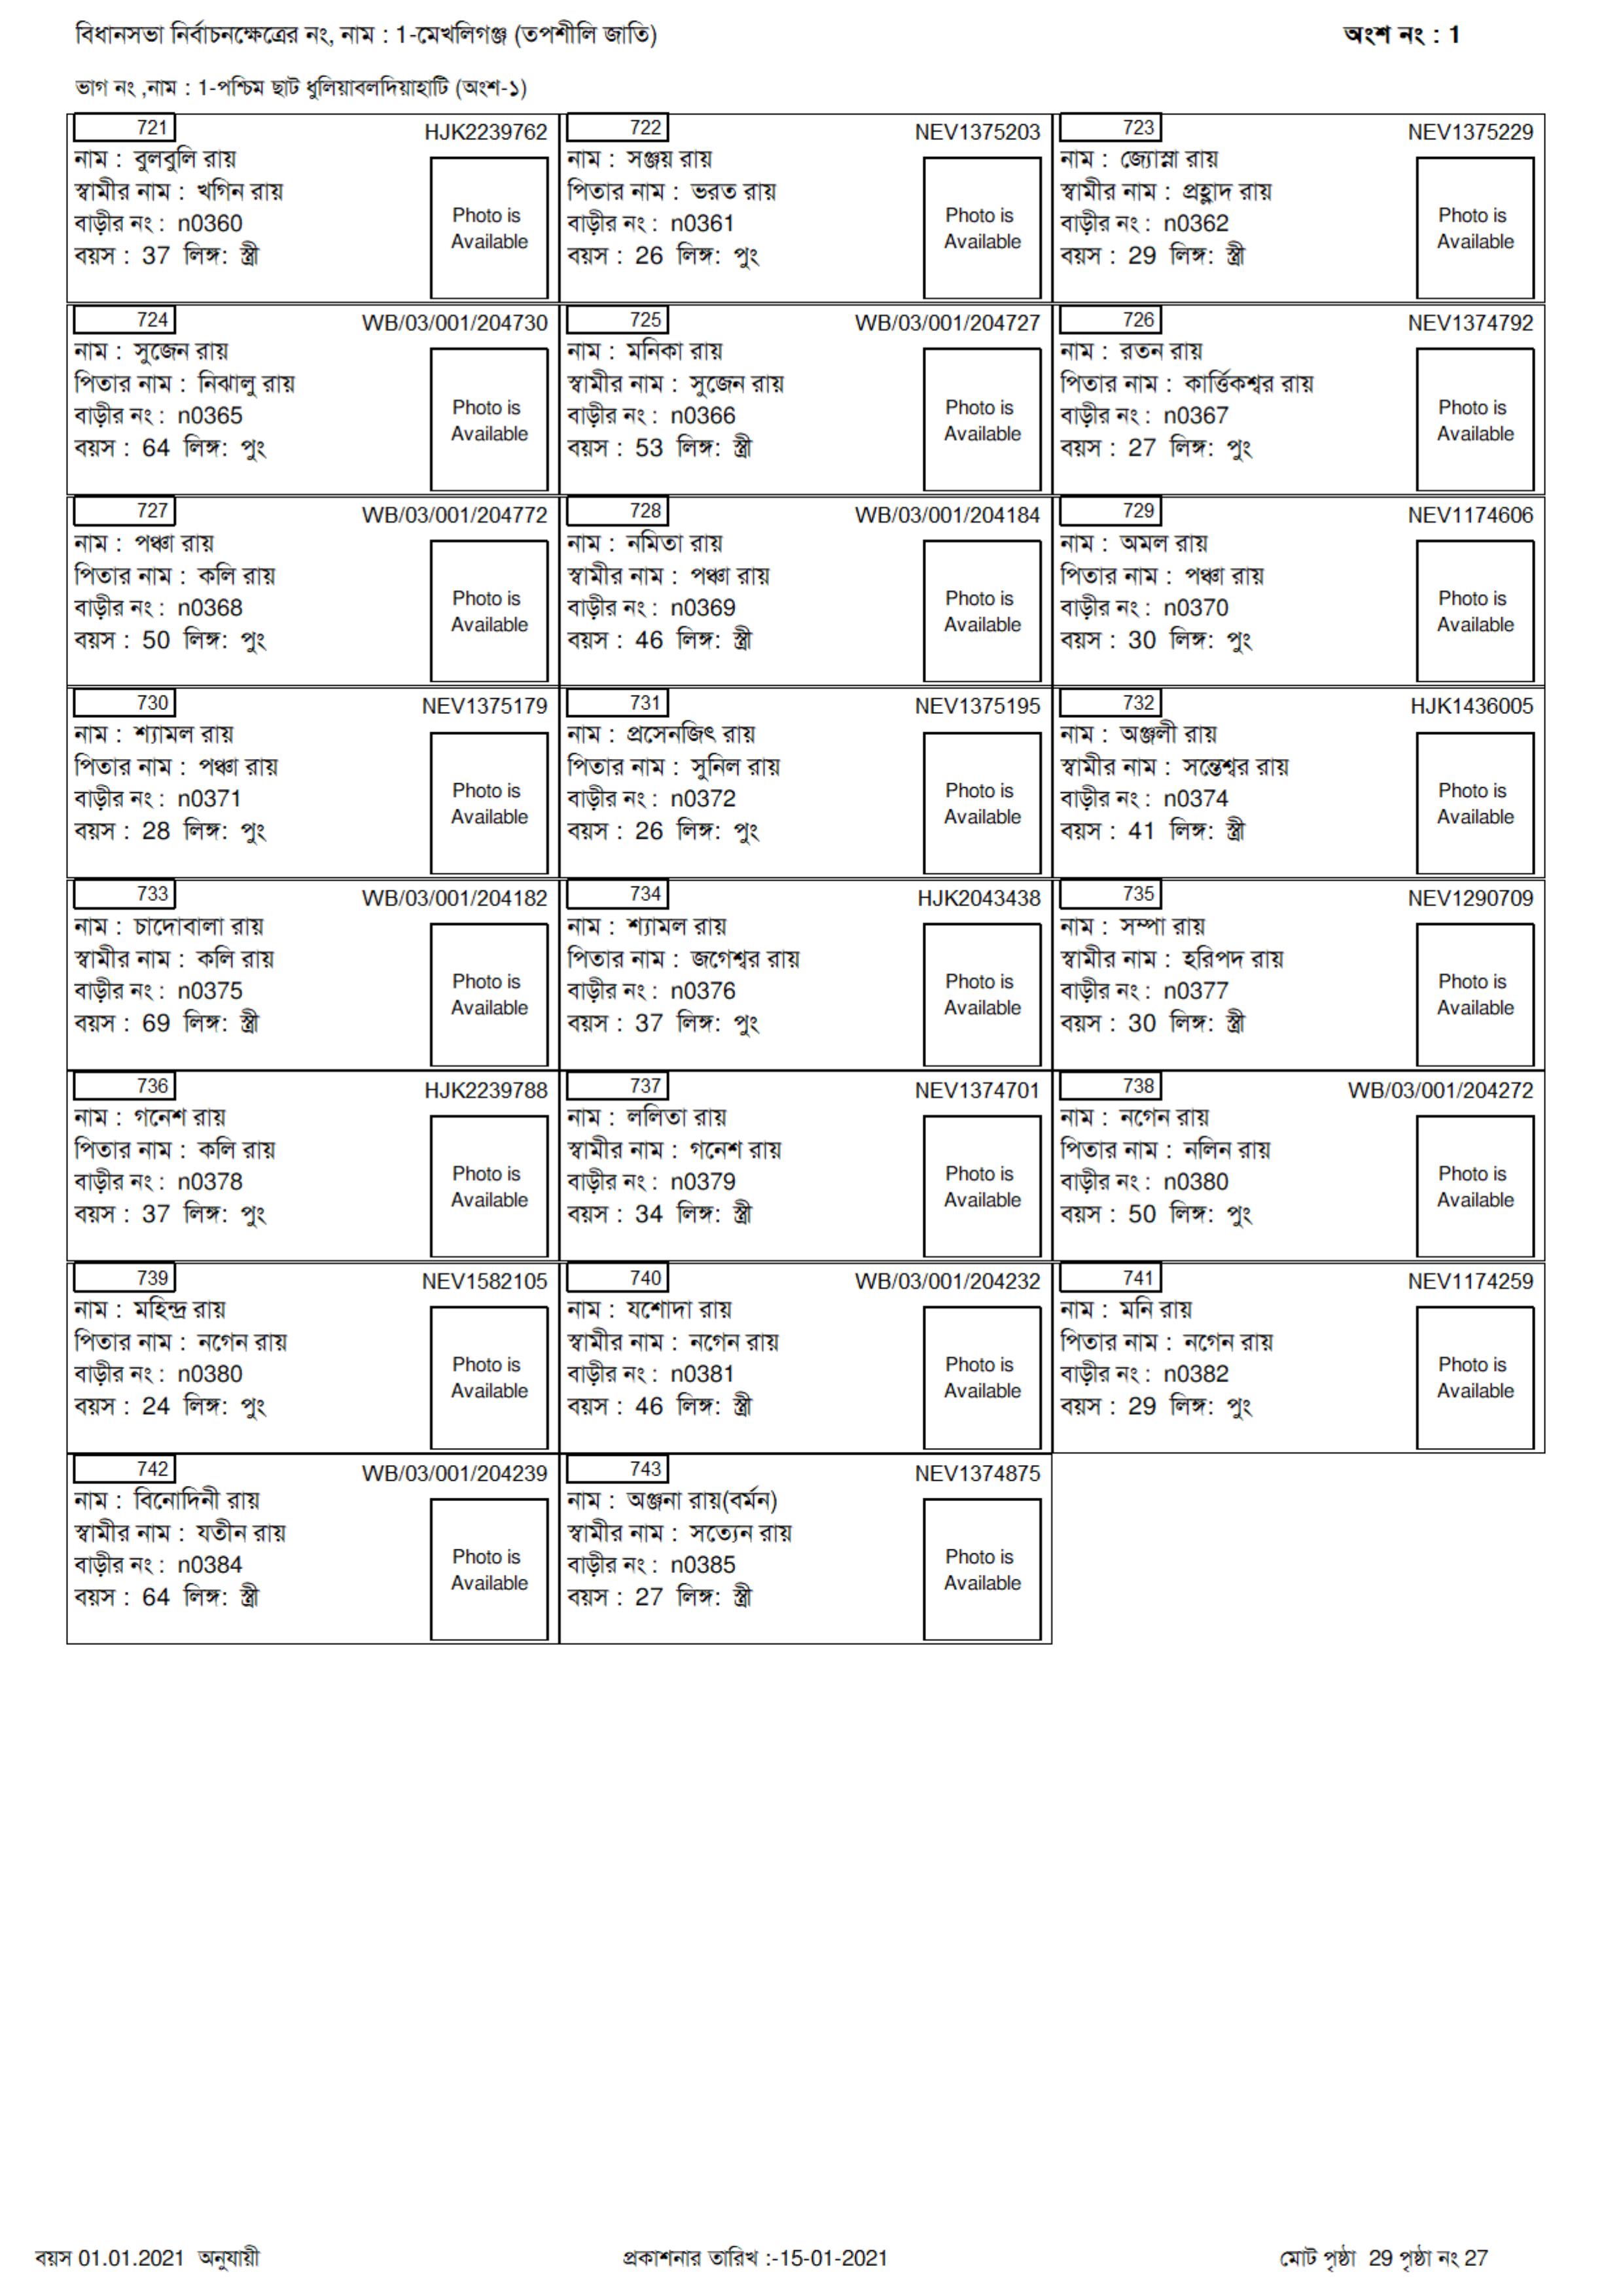 বিধানসভা নির্বাচনক্ষেত্রের নং, নাম : 1-মেখলিগঞ্জ (তপশীলি জাতি)
অংশ নং : 1
ভাগ নং ,নাম : 1-পশ্চিম ছাট ধুলিয়াবলদিয়াহাটি (অংশ-১)
721 HJK2239762
নাম : বুলবুলি রায়
স্বামীর নাম : খগিন রায়
বাড়ীর নং : n0360
বয়স : 37 লিঙ্গ: স্ত্রী
Photo is
Available
722 NEV1375203
নাম : সঞ্জয় রায়
পিতার নাম : ভরত রায়
বাড়ীর নং : n0361
বয়স : 26 লিঙ্গ: পুং
Photo is
Available
723 NEV1375229
নাম : জ্যোস্না রায়
স্বামীর নাম : প্রহ্লাদ রায়
বাড়ীর নং : n0362
বয়স : 29 লিঙ্গ: স্ত্রী
Photo is
Available
724 WB/03/001/204730
নাম : সুজেন রায়
পিতার নাম : নিঝালু রায়
বাড়ীর নং : n0365
বয়স : 64 লিঙ্গ: পুং
Photo is
Available
725 WB/03/001/204727
নাম : মনিকা রায়
স্বামীর নাম : সুজেন রায়
বাড়ীর নং : n0366
বয়স : 53 লিঙ্গ: স্ত্রী
Photo is
Available
726 NEV1374792
নাম : রতন রায়
পিতার নাম : কার্ত্তিকশ্বর রায়
বাড়ীর নং : n0367
বয়স : 27 লিঙ্গ: পুং
Photo is
Available
727 WB/03/001/204772
নাম : পঞ্চা রায়
পিতার নাম : কলি রায়
বাড়ীর নং : n0368
বয়স : 50 লিঙ্গ: পুং
Photo is
Available
728 WB/03/001/204184
নাম : নমিতা রায়
স্বামীর নাম : পঞ্চা রায়
বাড়ীর নং : n0369
বয়স : 46 লিঙ্গ: স্ত্রী
Photo is
Available
729 NEV1174606
নাম : অমল রায়
পিতার নাম : পঞ্চা রায়
বাড়ীর নং : n0370
বয়স : 30 লিঙ্গ: পুং
Photo is
Available
730 NEV1375179
নাম : শ্যামল রায়
পিতার নাম : পঞ্চা রায়
বাড়ীর নং : n0371
বয়স : 28 লিঙ্গ: পুং
Photo is
Available
731 NEV1375195
নাম : প্রসেনজিৎ রায়
পিতার নাম : সুনিল রায়
বাড়ীর নং : n0372
বয়স : 26 লিঙ্গ: পুং
Photo is
Available
732 HJK1436005
নাম : অঞ্জলী রায়
স্বামীর নাম : সন্তেশ্বর রায়
বাড়ীর নং : n0374
বয়স : 41 লিঙ্গ: স্ত্রী
Photo is
Available
733 WB/03/001/204182
নাম : চাদোবালা রায়
স্বামীর নাম : কলি রায়
বাড়ীর নং : n0375
বয়স : 69 লিঙ্গ: স্ত্রী
Photo is
Available
734 HJK2043438
নাম : শ্যামল রায়
পিতার নাম : জগেশ্বর রায়
বাড়ীর নং : n0376
বয়স : 37 লিঙ্গ: পুং
Photo is
Available
735 NEV1290709
নাম : সম্পা রায়
স্বামীর নাম : হরিপদ রায়
বাড়ীর নং : n0377
বয়স : 30 লিঙ্গ: স্ত্রী
Photo is
Available
736 HJK2239788
নাম : গনেশ রায়
পিতার নাম : কলি রায়
বাড়ীর নং : n0378
বয়স : 37 লিঙ্গ: পুং
Photo is
Available
737 NEV1374701
নাম : ললিতা রায়
স্বামীর নাম : গনেশ রায়
বাড়ীর নং : n0379
বয়স : 34 লিঙ্গ: স্ত্রী
Photo is
Available
738 WB/03/001/204272
নাম : নগেন রায়
পিতার নাম : নলিন রায়
বাড়ীর নং : n0380
বয়স : 50 লিঙ্গ: পুং
Photo is
Available
739 NEV1582105
নাম : মহিন্দ্র রায়
পিতার নাম : নগেন রায়
বাড়ীর নং : n0380
বয়স : 24 লিঙ্গ: পুং
Photo is
Available
740 WB/03/001/204232
নাম : যশোদা রায়
স্বামীর নাম : নগেন রায়
বাড়ীর নং : n0381
বয়স : 46 লিঙ্গ: স্ত্রী
Photo is
Available
741 NEV1174259
নাম : মনি রায়
পিতার নাম : নগেন রায়
বাড়ীর নং : n0382
বয়স : 29 লিঙ্গ: পুং
Photo is
Available
742 WB/03/001/204239
নাম : বিনোদিনী রায়
স্বামীর নাম : যতীন রায়
বাড়ীর নং : n0384
বয়স : 64 লিঙ্গ: স্ত্রী
Photo is
Available
743 NEV1374875
নাম : অঞ্জনা রায়(বর্মন)
স্বামীর নাম : সত্যেন রায়
বাড়ীর নং : n0385
বয়স : 27 লিঙ্গ: স্ত্রী
Photo is
Available
বয়স 01.01.2021 অনুযায়ী
প্রকাশনার তারিখ :-15-01-2021
মোট পৃষ্ঠা 29 পৃষ্ঠা নং 27